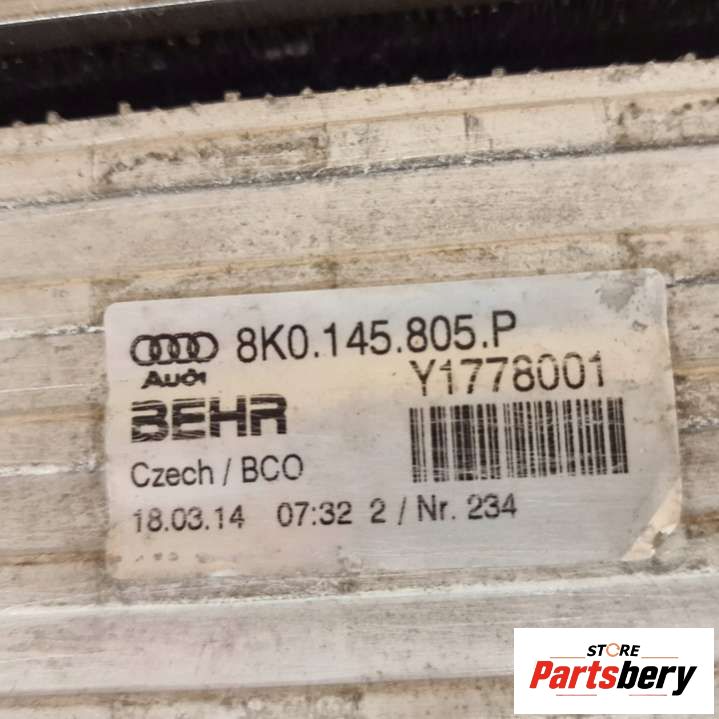 8K0.145.805.P
Audi
Y1778001
BEHR
Czech / BCO
18.03.14 07:32 2 / Nr. 234
STORE
Partsbery